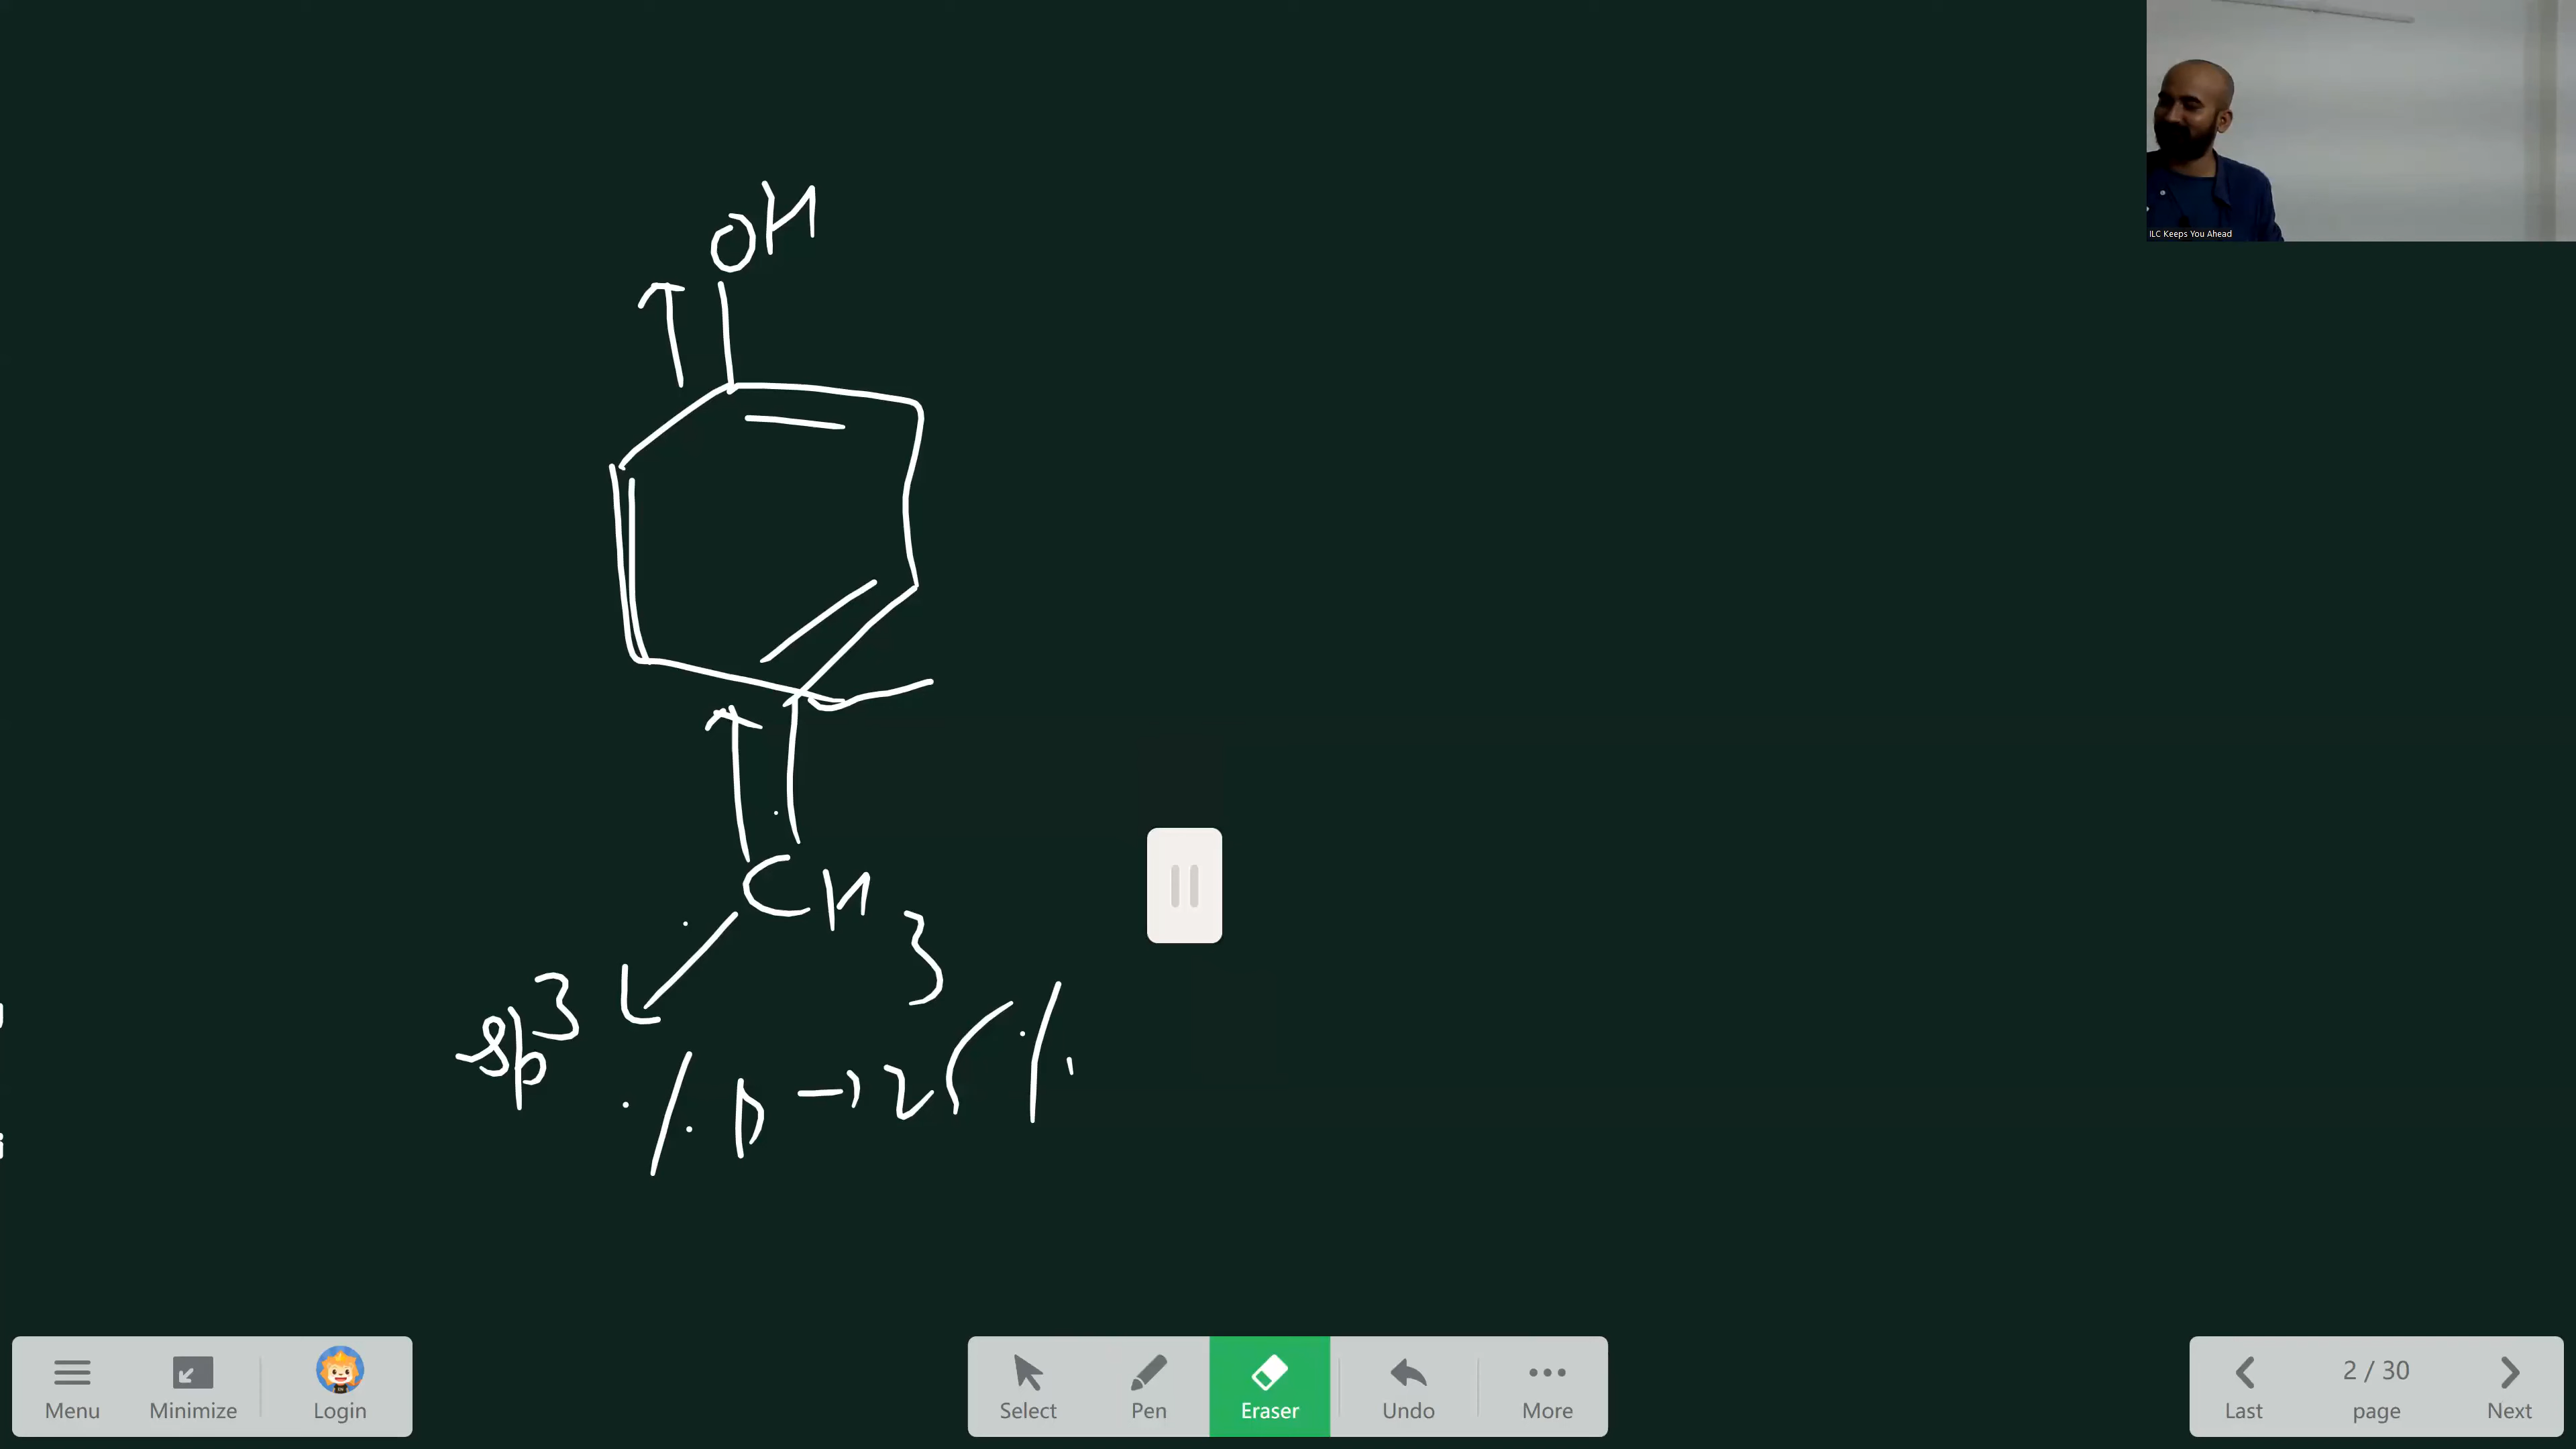 ILC Keeps You Ahead
OH
CH3
sp3
% p → 25 %
Menu
Minimize
Login
Select
Pen
Eraser
Undo
More
Last
2 / 30
page
Next